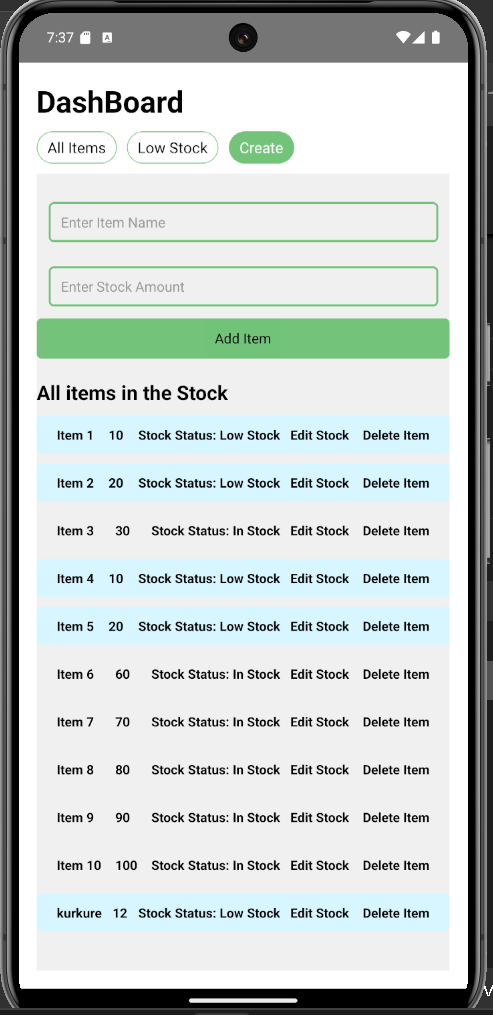 7:37
DashBoard
All Items Low Stock Create
Enter Item Name
Enter Stock Amount
Add Item
All items in the Stock
Item 1 10 Stock Status: Low Stock Edit Stock Delete Item
Item 2 20 Stock Status: Low Stock Edit Stock Delete Item
Item 3 30 Stock Status: In Stock Edit Stock Delete Item
Item 4 10 Stock Status: Low Stock Edit Stock Delete Item
Item 5 20 Stock Status: Low Stock Edit Stock Delete Item
Item 6 60 Stock Status: In Stock Edit Stock Delete Item
Item 7 70 Stock Status: In Stock Edit Stock Delete Item
Item 8 80 Stock Status: In Stock Edit Stock Delete Item
Item 9 90 Stock Status: In Stock Edit Stock Delete Item
Item 10 100 Stock Status: In Stock Edit Stock Delete Item
kurkure 12 Stock Status: Low Stock Edit Stock Delete Item